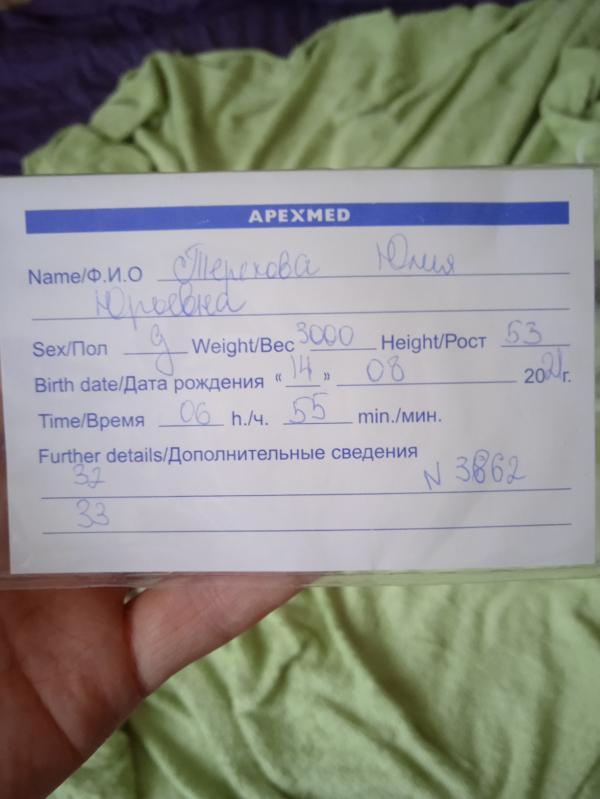 APEXMED
Name/Ф.И.О Терехова Юлия
Юрьевна
Sex/Пол д Weight/Вес 3000 Height/Рост 53
Birth date/Дата рождения «14» 08 2021г.
Time/Время 06 h./ч. 55 min./мин.
Further details/Дополнительные сведения
32 N 3862
33